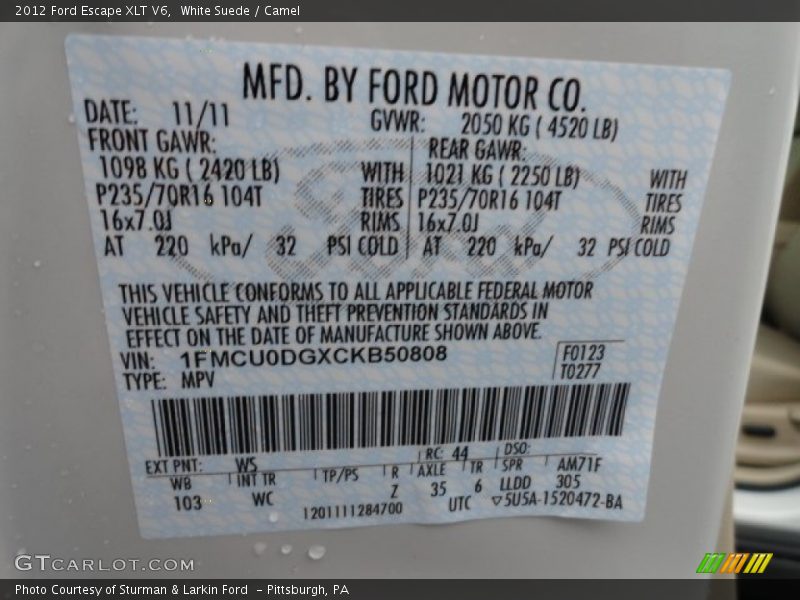 2012 Ford Escape XLT V6,  White Suede / Camel
MFD. BY FORD MOTOR CO.
DATE: 11/11 GVWR: 2050 KG ( 4520 LB)
FRONT GAWR: REAR GAWR:
1098 KG ( 2420 LB) WITH 1021 KG ( 2250 LB) WITH
P235/70R16 104T TIRES P235/70R16 104T TIRES
16x7.0J RIMS 16x7.0J RIMS
AT 220 kPa/ 32 PSI COLD AT 220 kPa/ 32 PSI COLD
Ford
THIS VEHICLE CONFORMS TO ALL APPLICABLE FEDERAL MOTOR
VEHICLE SAFETY AND THEFT PREVENTION STANDARDS IN
EFFECT ON THE DATE OF MANUFACTURE SHOWN ABOVE.
VIN: 1FMCU0DGXCKB50808 F0123
TYPE: MPV T0277
EXT PNT: WS RC: 44 DSO:
WB INT TR TP/PS R AXLE TR SPR AM71F
103 WC Z 35 6 LLDD 305
1201111284700 UTC ▽5U5A-1520472-BA
GTCARLOT.COM
Photo Courtesy of Sturman & Larkin Ford  - Pittsburgh, PA